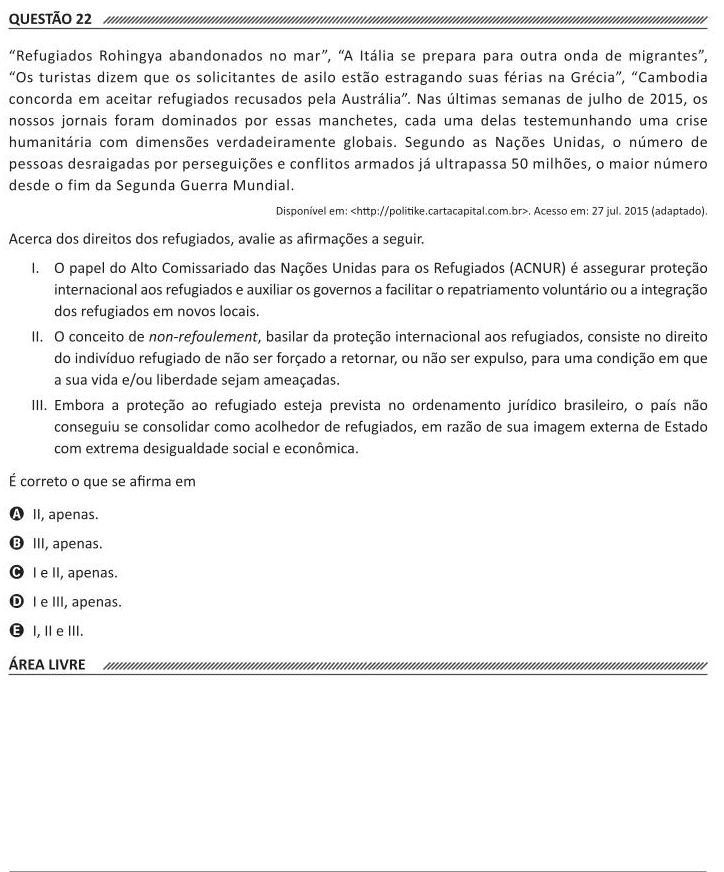 QUESTÃO 22
“Refugiados Rohingya abandonados no mar”, “A Itália se prepara para outra onda de migrantes”,
“Os turistas dizem que os solicitantes de asilo estão estragando suas férias na Grécia”, “Cambodia
concorda em aceitar refugiados recusados pela Austrália”. Nas últimas semanas de julho de 2015, os
nossos jornais foram dominados por essas manchetes, cada uma delas testemunhando uma crise
humanitária com dimensões verdadeiramente globais. Segundo as Nações Unidas, o número de
pessoas desraigadas por perseguições e conflitos armados já ultrapassa 50 milhões, o maior número
desde o fim da Segunda Guerra Mundial.
Disponível em: <http://politike.cartacapital.com.br>. Acesso em: 27 jul. 2015 (adaptado).
Acerca dos direitos dos refugiados, avalie as afirmações a seguir.
I. O papel do Alto Comissariado das Nações Unidas para os Refugiados (ACNUR) é assegurar proteção
internacional aos refugiados e auxiliar os governos a facilitar o repatriamento voluntário ou a integração
dos refugiados em novos locais.
II. O conceito de non-refoulement, basilar da proteção internacional aos refugiados, consiste no direito
do indivíduo refugiado de não ser forçado a retornar, ou não ser expulso, para uma condição em que
a sua vida e/ou liberdade sejam ameaçadas.
III. Embora a proteção ao refugiado esteja prevista no ordenamento jurídico brasileiro, o país não
conseguiu se consolidar como acolhedor de refugiados, em razão de sua imagem externa de Estado
com extrema desigualdade social e econômica.
É correto o que se afirma em
A II, apenas.
B III, apenas.
C I e II, apenas.
D I e III, apenas.
E I, II e III.
ÁREA LIVRE